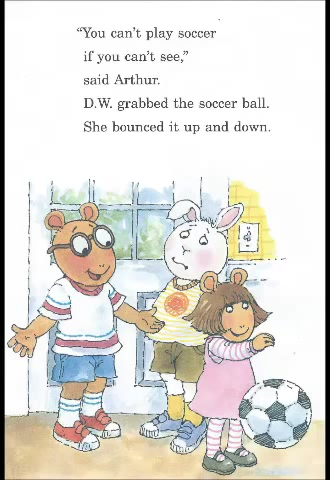 “You can’t play soccer
if you can’t see,”
said Arthur.
D.W. grabbed the soccer ball.
She bounced it up and down.